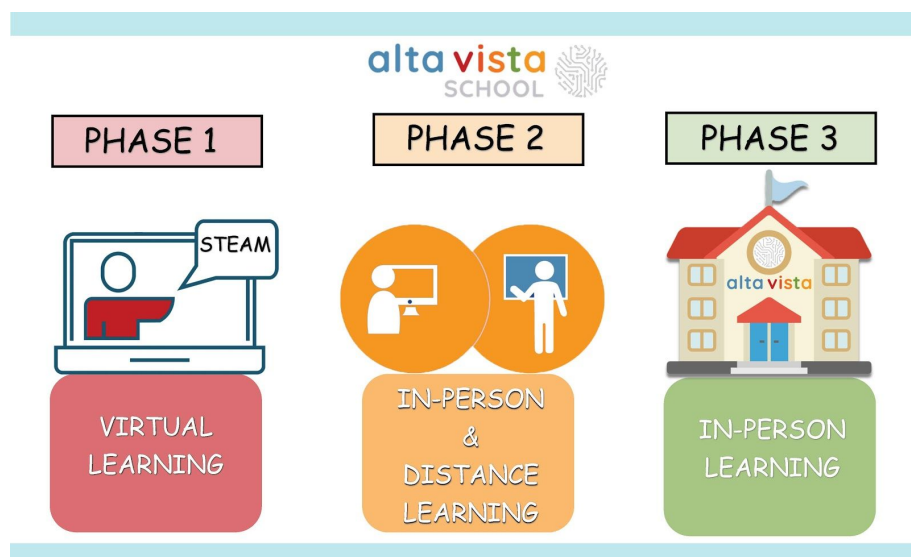 alta vista
SCHOOL
PHASE 1
PHASE 2
PHASE 3
STEAM
alta vista
VIRTUAL
LEARNING
IN-PERSON
&
DISTANCE
LEARNING
IN-PERSON
LEARNING